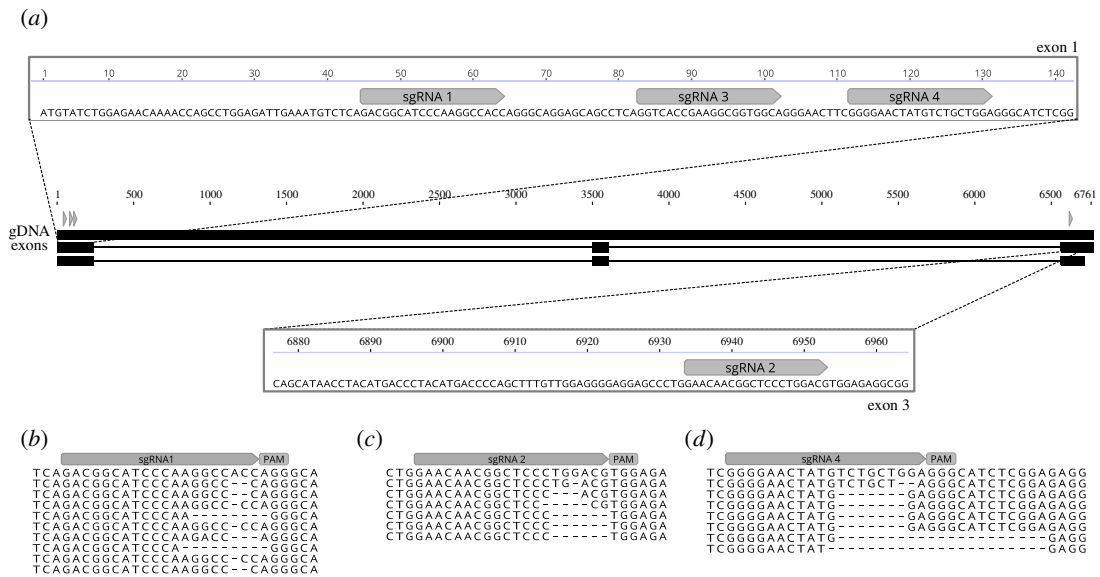 (a)
exon 1
1 10 20 30 40 50 60 70 80 90 100 110 120 130 140
sgRNA 1 sgRNA 3 sgRNA 4
ATGTATCTGGAGAACAAAACCAGCCTGGAGATTGAAATGTCTCAGACGGCATCCCAAGGCCACCAGGGCAGGAGCAGCCTCAGGTCACCGAAGGCGGTGGCAGGGAACTTCGGGGAACTATGTCTGCTGGAGGGCATCTCGG
1 500 1000 1500 2000 2500 3000 3500 4000 4500 5000 5500 6000 6500 6761
gDNA
exons
6880 6890 6900 6910 6920 6930 6940 6950 6960
sgRNA 2
CAGCATAACCTACATGACCCTACATGACCCCAGCTTTGTTGGAGGGGAGGAGCCCTGGAACAACGGCTCCCTGGACGTGGAGAGGCGG
exon 3
(b)
sgRNA1 PAM
TCAGACGGCATCCCAAGGCCACCAGGGCA
TCAGACGGCATCCCAAGGCC--CAGGGCA
TCAGACGGCATCCCAAGGCC---AGGGCA
TCAGACGGCATCCCAAGGCC-CCAGGGCA
TCAGACGGCATCCCAA--------GGGCA
TCAGACGGCATCCCAAGGCC-CCAGGGCA
TCAGACGGCATCCCAAGACC---AGGGCA
TCAGACGGCATCCCA---------GGGCA
TCAGACGGCATCCCAAGGCC-CCAGGGCA
TCAGACGGCATCCCAAGGCC--CAGGGCA
(c)
sgRNA 2 PAM
CTGGAACAACGGCTCCCTGGACGTGGAGA
CTGGAACAACGGCTCCCTG-ACGTGGAGA
CTGGAACAACGGCTCCC---ACGTGGAGA
CTGGAACAACGGCTCC-----CGTGGAGA
CTGGAACAACGGCTCCC------TGGAGA
CTGGAACAACGGCTCCC------TGGAGA
CTGGAACAACGGCTCCC------TGGAGA
(d)
sgRNA 4 PAM
TCGGGGAACTATGTCTGCTGGAGGGCATCTCGGAGAGG
TCGGGGAACTATGTCTGCT--AGGGCATCTCGGAGAGG
TCGGGGAACTATG-------GAGGGCATCTCGGAGAGG
TCGGGGAACTATG-------GAGGGCATCTCGGAGAGG
TCGGGGAACTATG-------GAGGGCATCTCGGAGAGG
TCGGGGAACTATG-------GAGGGCATCTCGGAGAGG
TCGGGGAACTATG---------------------GAGG
TCGGGGAACTAT----------------------GAGG